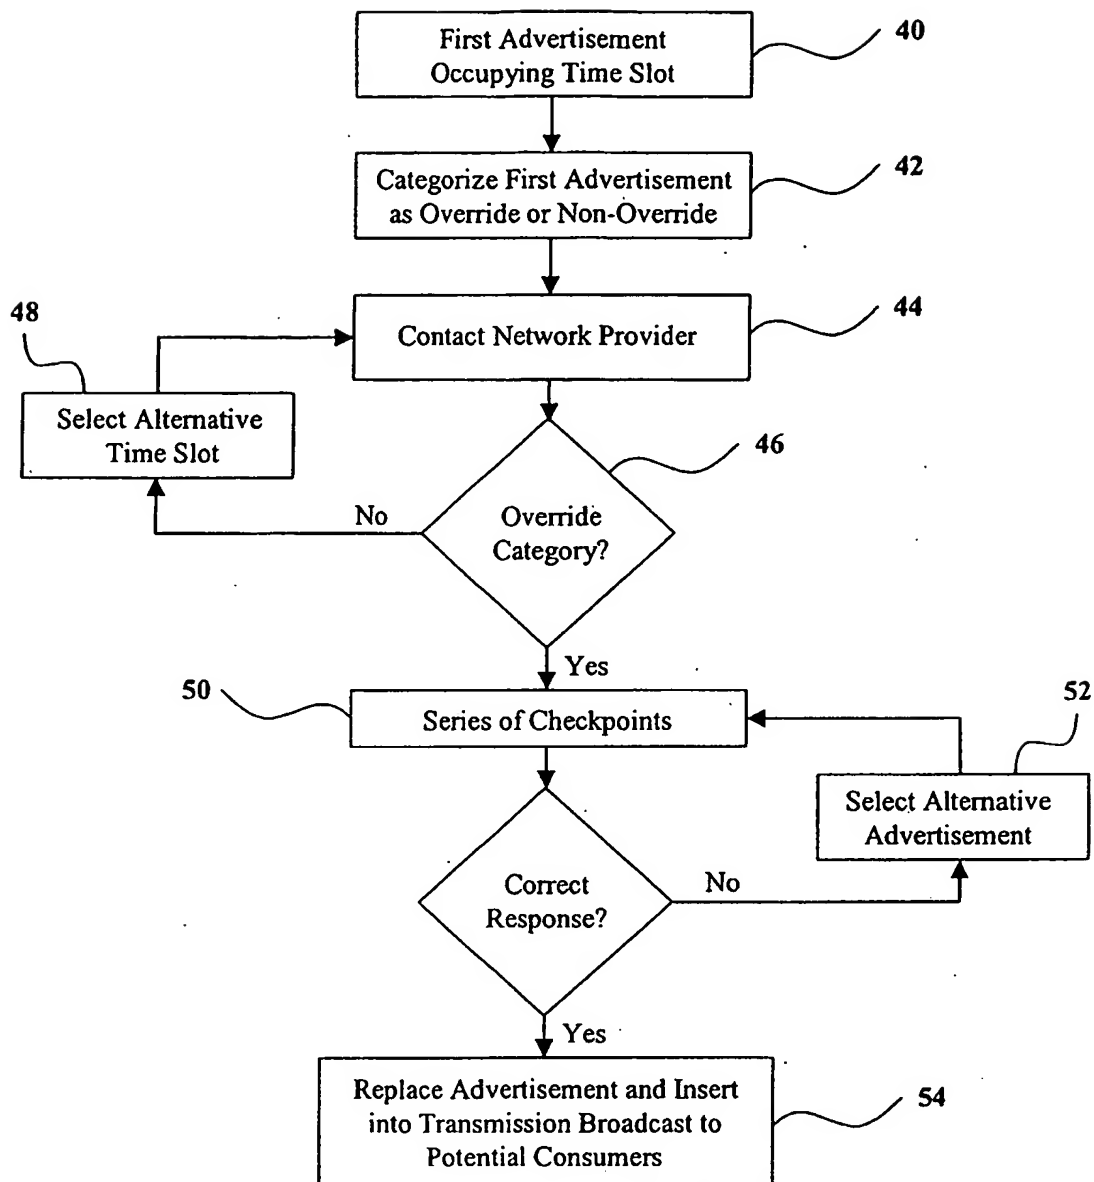 First Advertisement
Occupying Time Slot
40
Categorize First Advertisement
as Override or Non-Override
42
48
Contact Network Provider
44
Select Alternative
Time Slot
46
No
Override
Category?
Yes
50
Series of Checkpoints
52
Select Alternative
Advertisement
Correct
Response?
No
Yes
Replace Advertisement and Insert
into Transmission Broadcast to
Potential Consumers
54